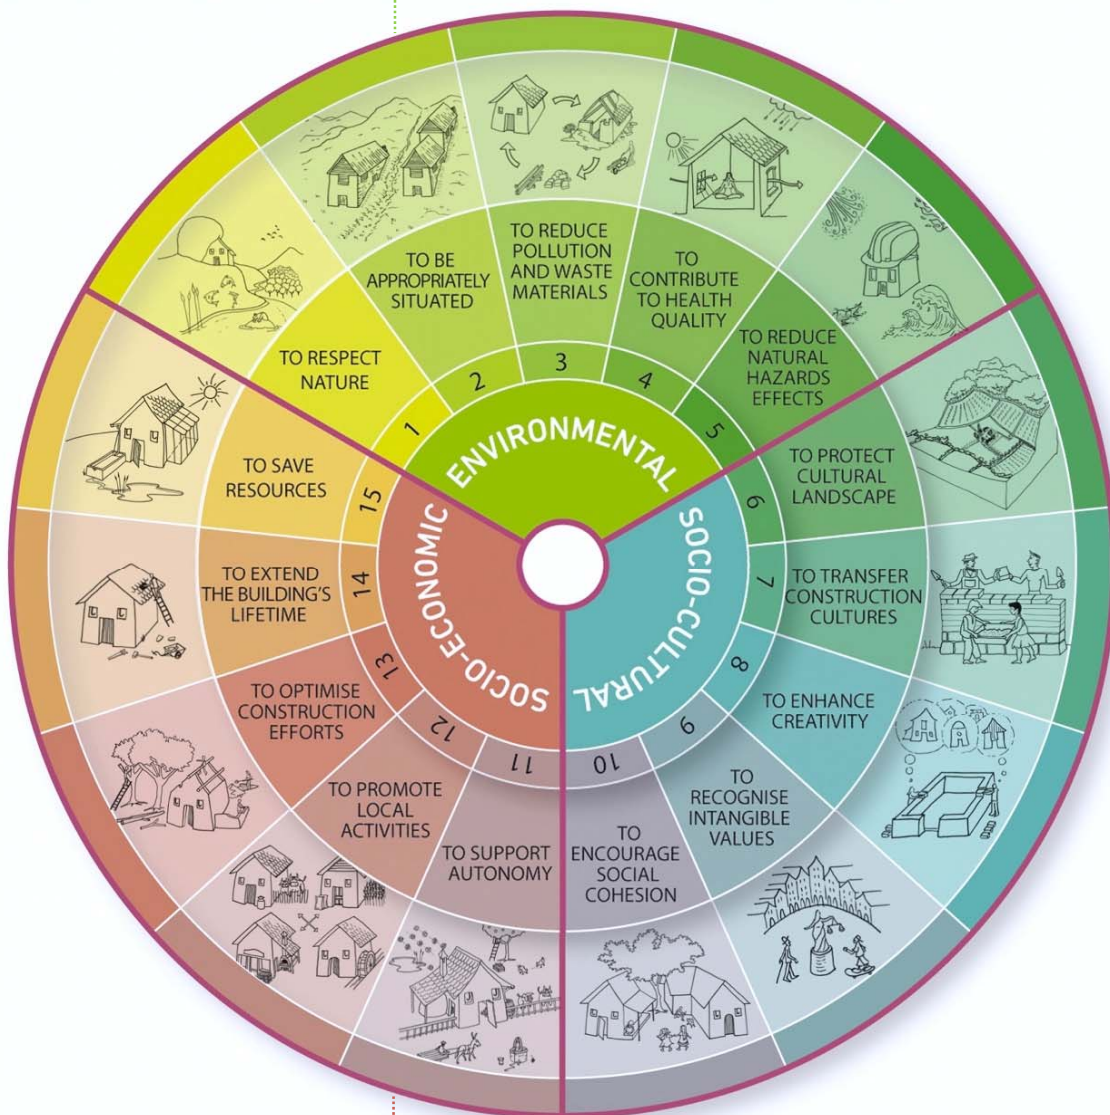 ENVIRONMENTAL
1
TO RESPECT
NATURE
2
TO BE
APPROPRIATELY
SITUATED
3
TO REDUCE
POLLUTION
AND WASTE
MATERIALS
4
TO
CONTRIBUTE
TO HEALTH
QUALITY
5
TO REDUCE
NATURAL
HAZARDS
EFFECTS
SOCIO-CULTURAL
6
TO PROTECT
CULTURAL
LANDSCAPE
7
TO TRANSFER
CONSTRUCTION
CULTURES
8
TO ENHANCE
CREATIVITY
9
TO
RECOGNISE
INTANGIBLE
VALUES
10
TO
ENCOURAGE
SOCIAL
COHESION
SOCIO-ECONOMIC
11
TO SUPPORT
AUTONOMY
12
TO PROMOTE
LOCAL
ACTIVITIES
13
TO OPTIMISE
CONSTRUCTION
EFFORTS
14
TO EXTEND
THE BUILDING'S
LIFETIME
15
TO SAVE
RESOURCES